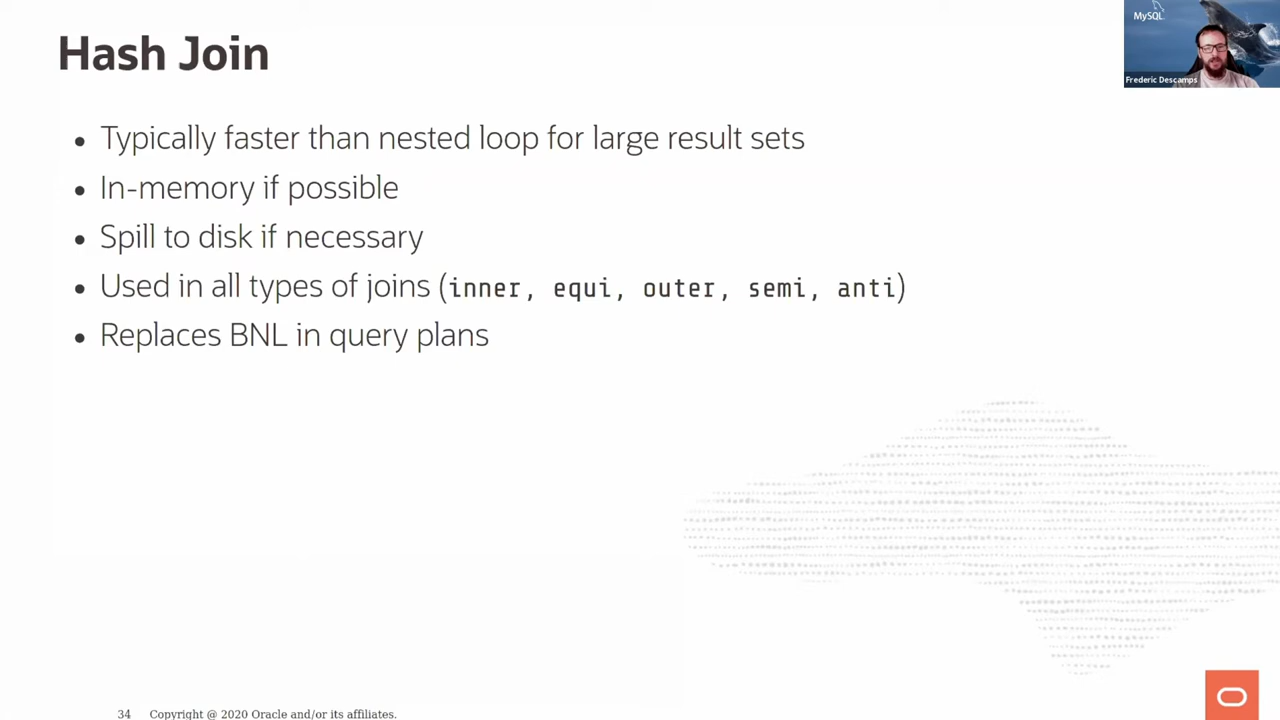 Hash Join
MySQL
Frederic Descamps
• Typically faster than nested loop for large result sets
• In-memory if possible
• Spill to disk if necessary
• Used in all types of joins (inner, equi, outer, semi, anti)
• Replaces BNL in query plans
34 Copyright @ 2020 Oracle and/or its affiliates.